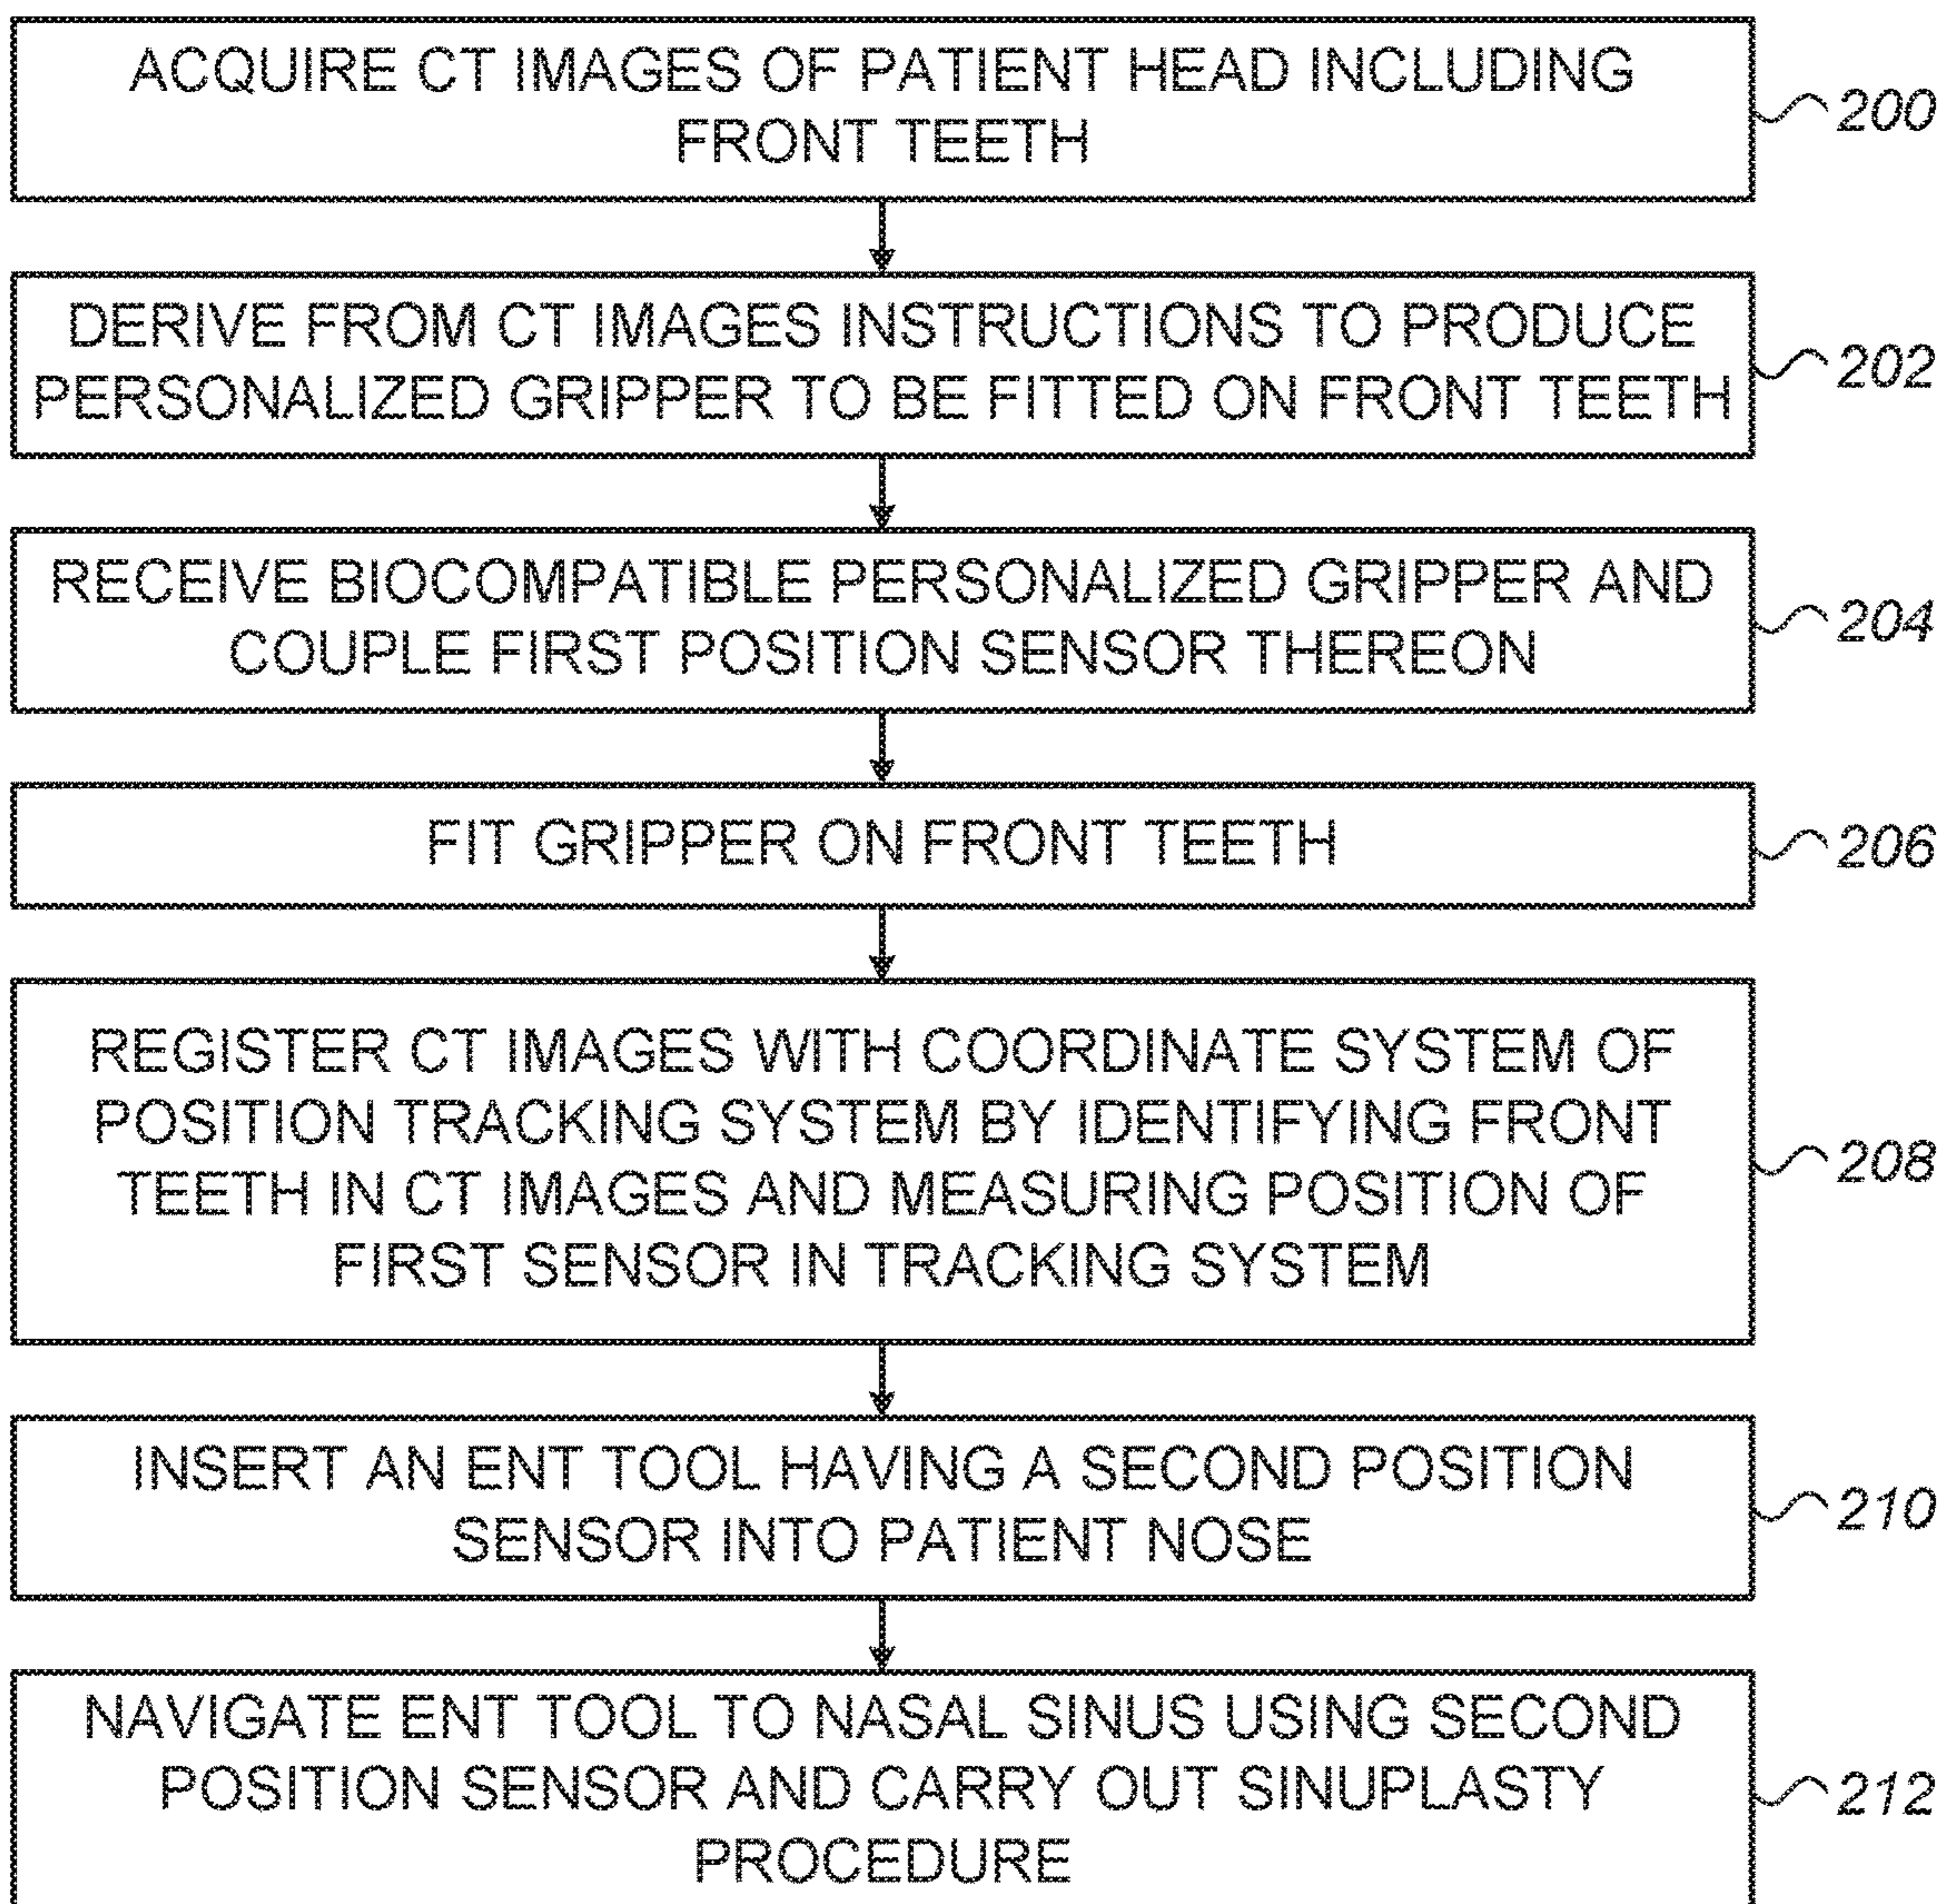 ACQUIRE CT IMAGES OF PATIENT HEAD INCLUDING
FRONT TEETH
200
DERIVE FROM CT IMAGES INSTRUCTIONS TO PRODUCE
PERSONALIZED GRIPPER TO BE FITTED ON FRONT TEETH
202
RECEIVE BIOCOMPATIBLE PERSONALIZED GRIPPER AND
COUPLE FIRST POSITION SENSOR THEREON
204
FIT GRIPPER ON FRONT TEETH
206
REGISTER CT IMAGES WITH COORDINATE SYSTEM OF
POSITION TRACKING SYSTEM BY IDENTIFYING FRONT
TEETH IN CT IMAGES AND MEASURING POSITION OF
FIRST SENSOR IN TRACKING SYSTEM
208
INSERT AN ENT TOOL HAVING A SECOND POSITION
SENSOR INTO PATIENT NOSE
210
NAVIGATE ENT TOOL TO NASAL SINUS USING SECOND
POSITION SENSOR AND CARRY OUT SINUPLASTY
PROCEDURE
212